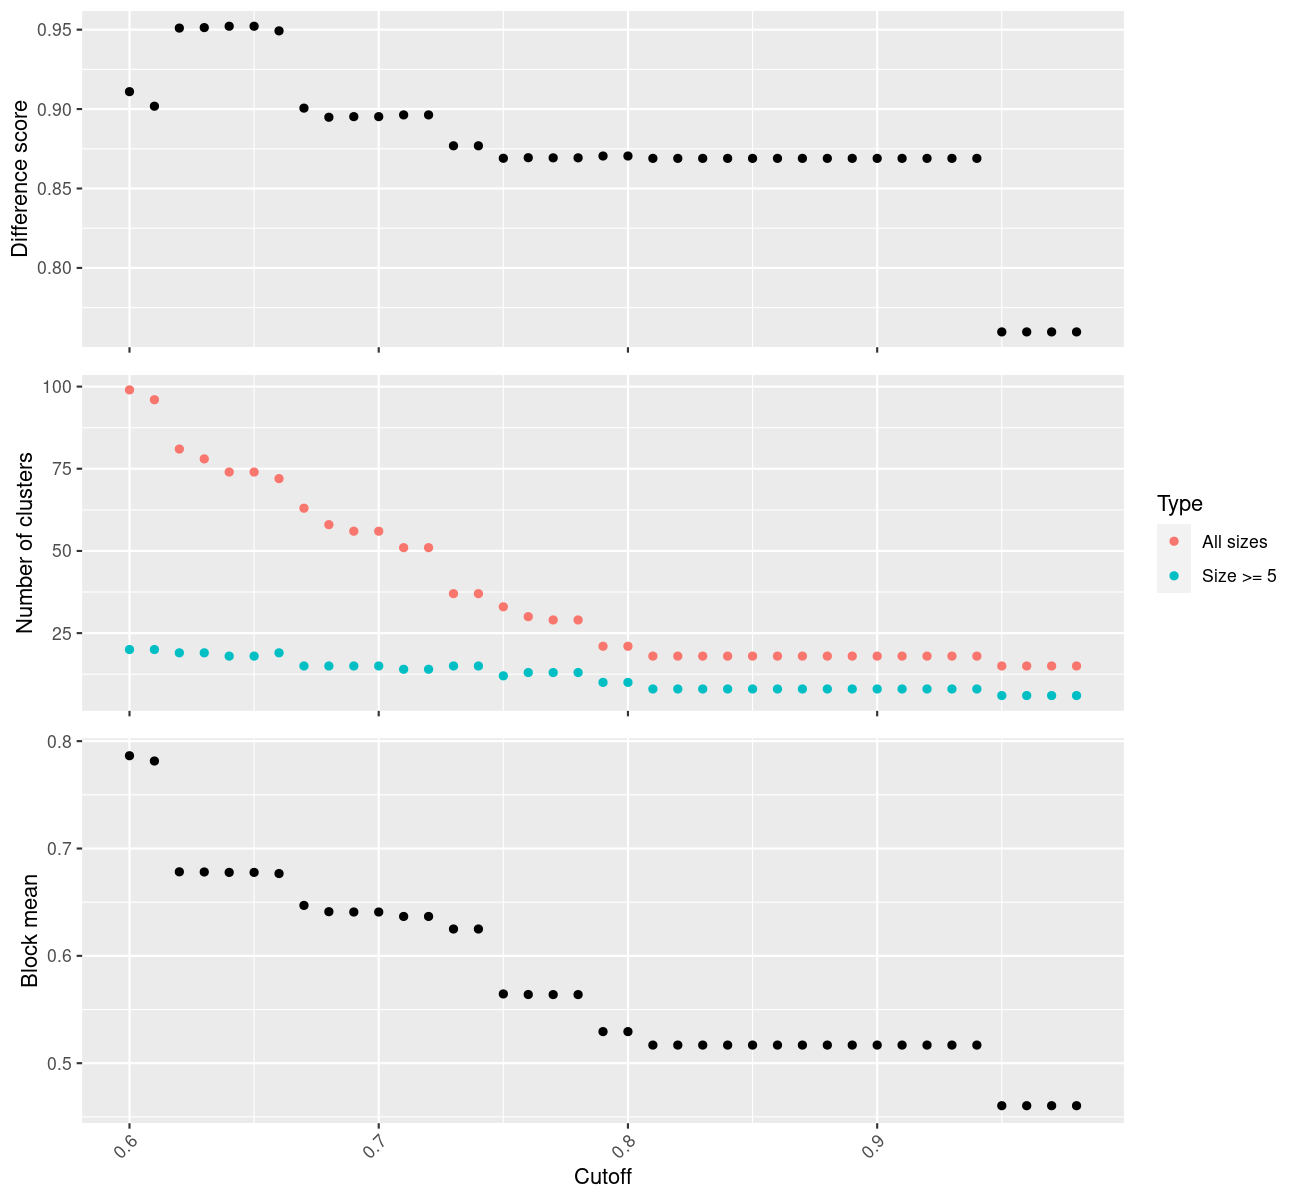 Difference score
0.95
0.90
0.85
0.80
Number of clusters
100
75
50
25
Type
All sizes
Size >= 5
Block mean
0.8
0.7
0.6
0.5
0.6 0.7 0.8 0.9
Cutoff